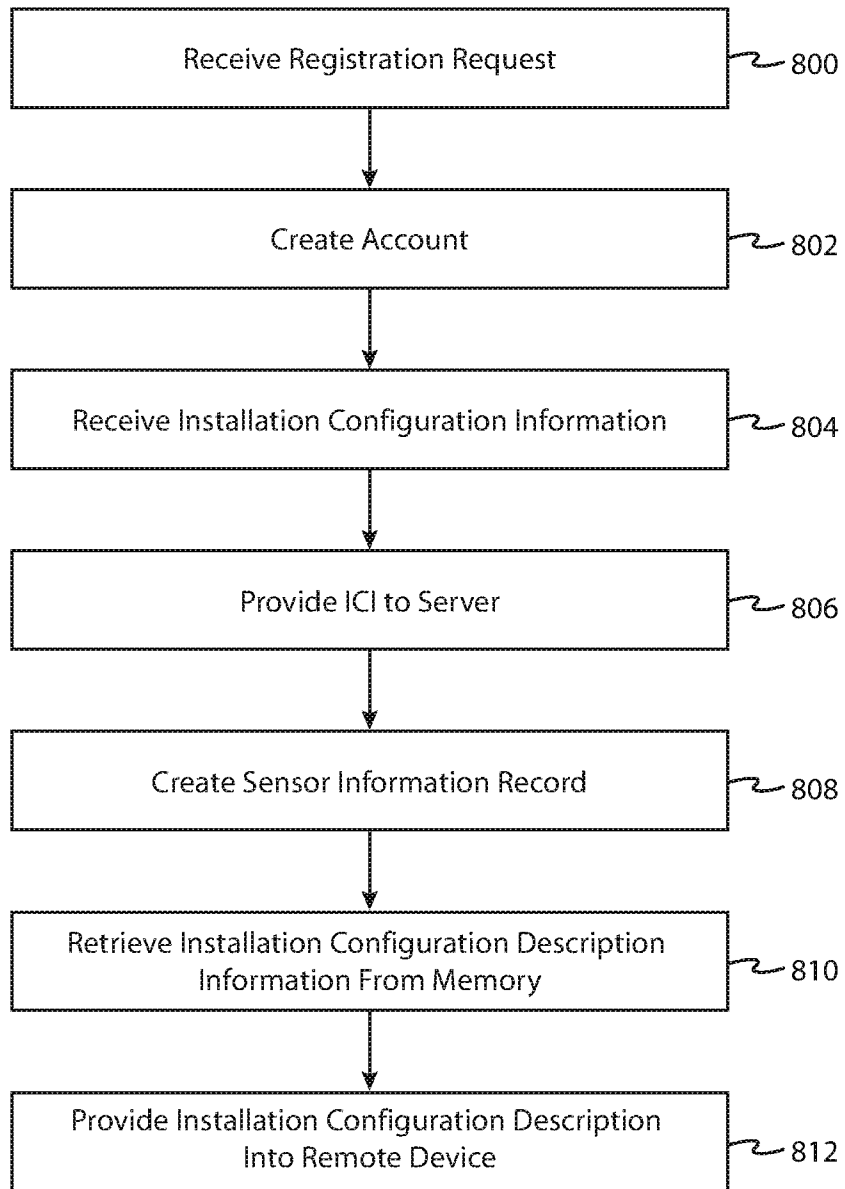 Receive Registration Request
800
Create Account
802
Receive Installation Configuration Information
804
Provide ICI to Server
806
Create Sensor Information Record
808
Retrieve Installation Configuration Description
Information From Memory
810
Provide Installation Configuration Description
Into Remote Device
812